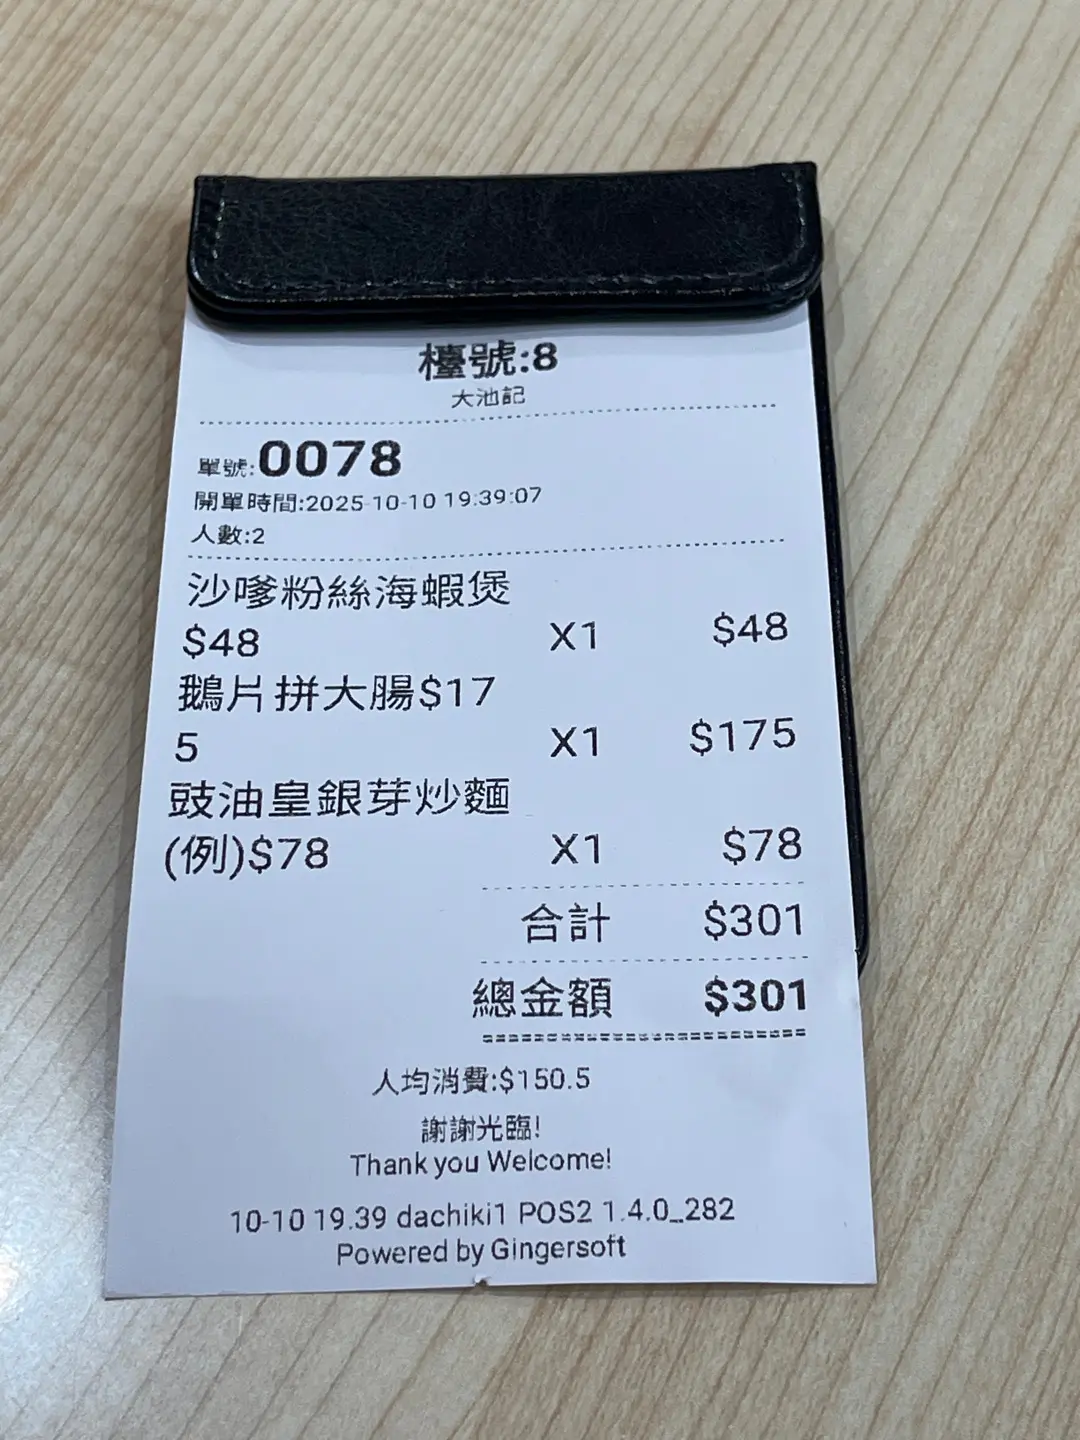 檯號:8
大池記
單號:0078
開單時間:2025-10-10 19:39:07
人數:2
沙嗲粉絲海蝦煲
$48 X1 $48
鵝片拼大腸$17
5 X1 $175
豉油皇銀芽炒麵
(例)$78 X1 $78
合計 $301
總金額 $301
人均消費:$150.5
謝謝光臨!
Thank you Welcome!
10-10 19.39 dachiki1 POS2 1.4.0_282
Powered by Gingersoft